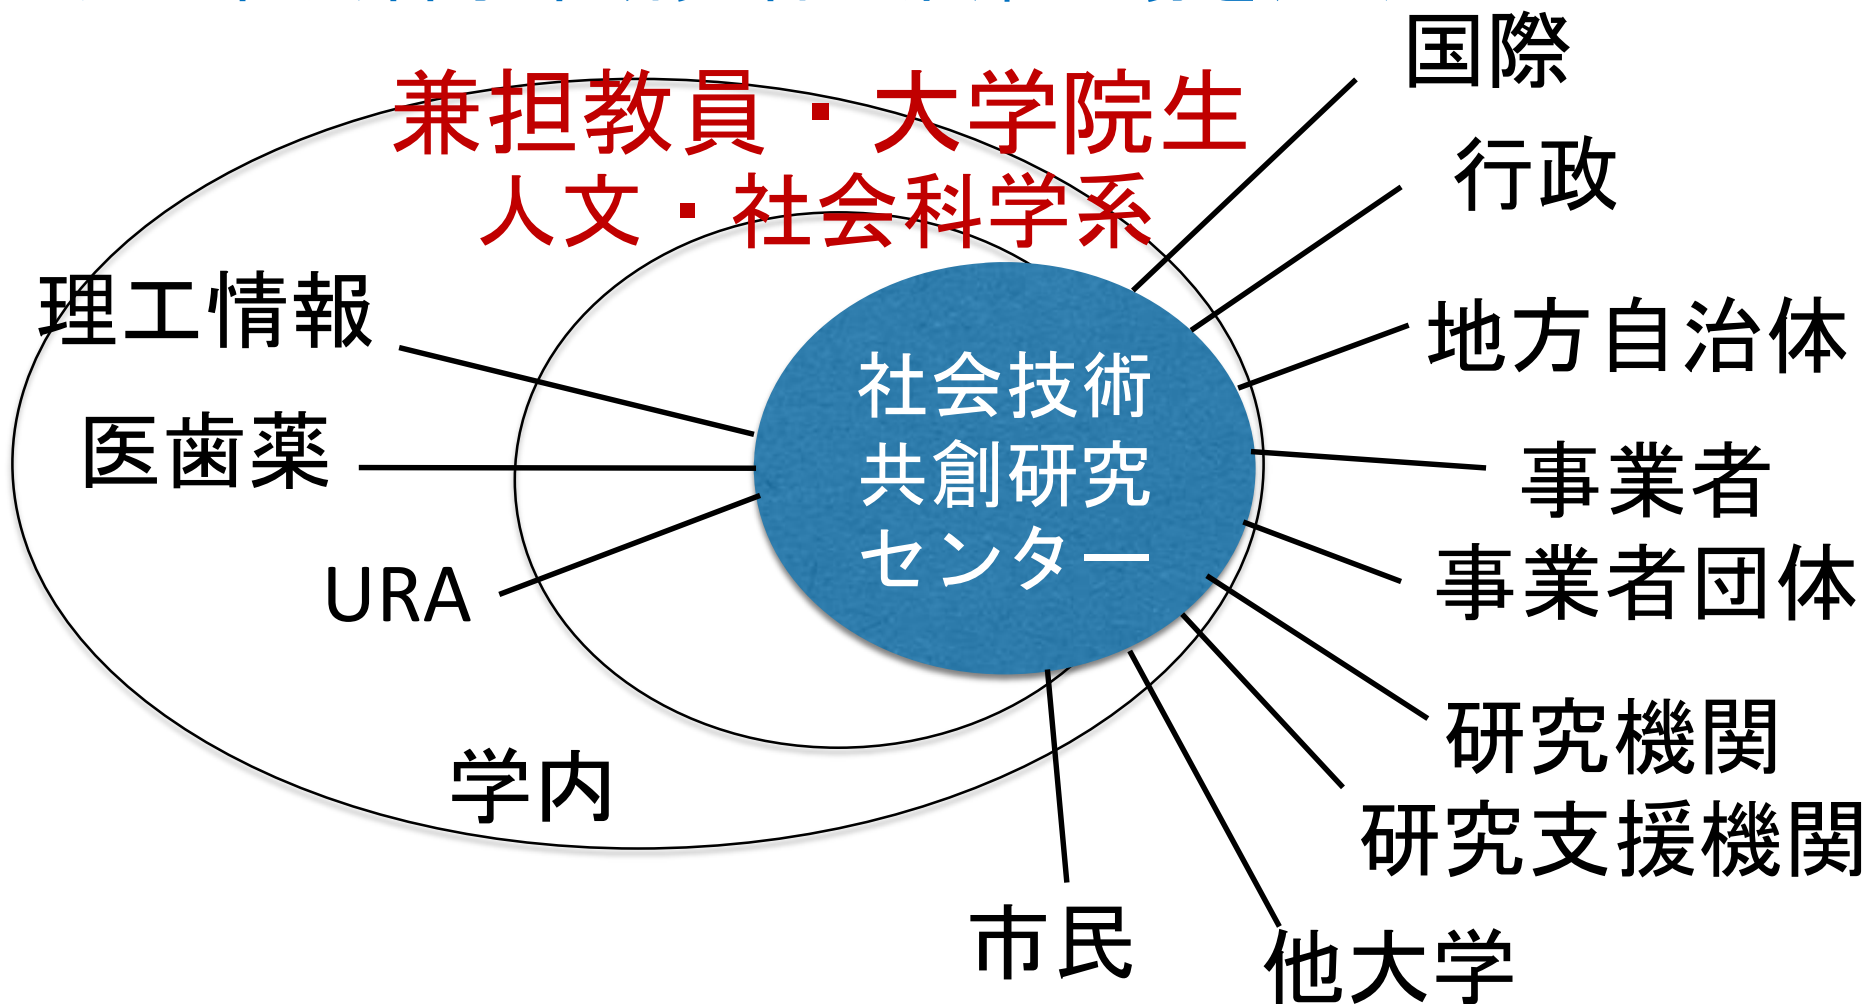 兼担教員・大学院生
人文・社会科学系
理工情報
医歯薬
URA
学内
社会技術
共創研究
センター
国際
行政
地方自治体
事業者
事業者団体
研究機関
研究支援機関
他大学
市民